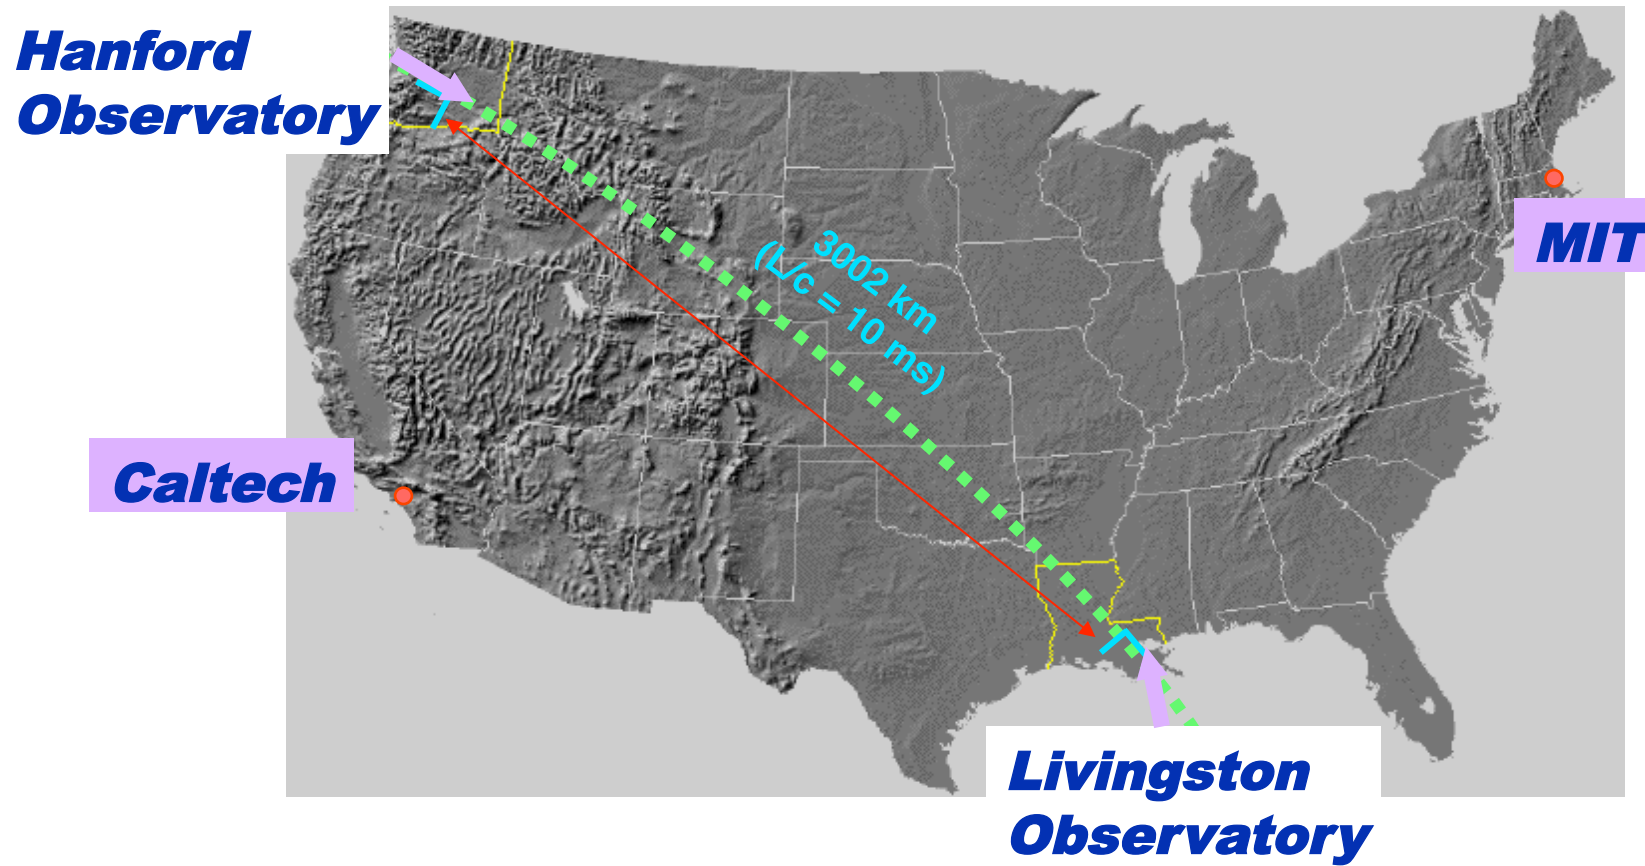 Hanford
Observatory
MIT
3002 km
(L/c = 10 ms)
Caltech
Livingston
Observatory